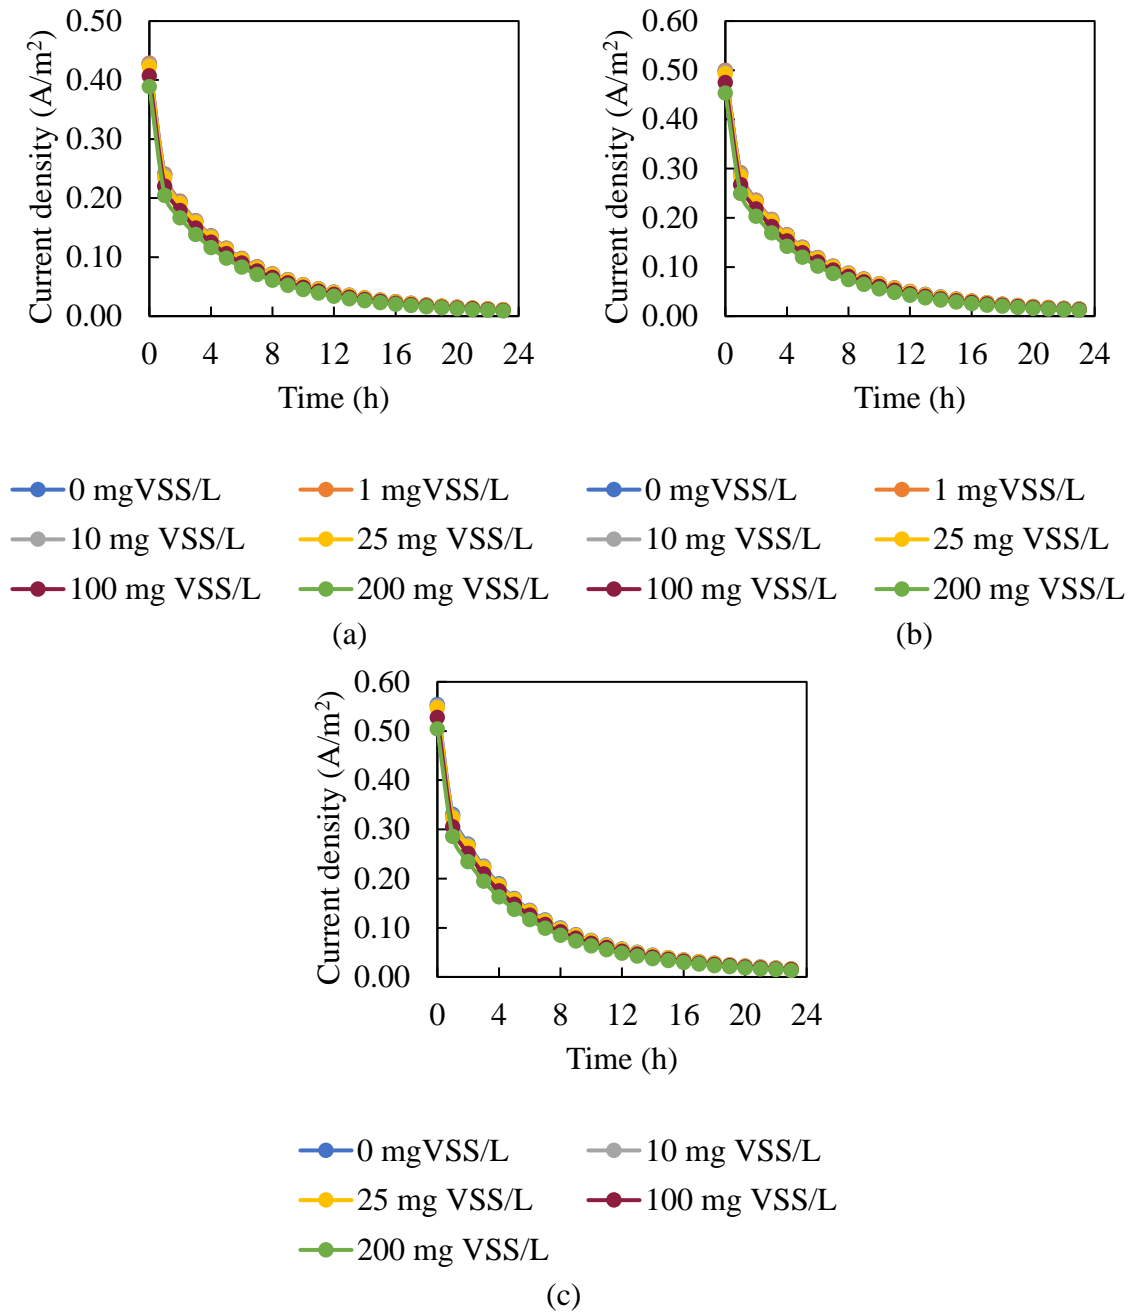 Current density (A/m²)
0.50
0.40
0.30
0.20
0.10
0.00
0 4 8 12 16 20 24
Time (h)
0 mgVSS/L 1 mgVSS/L
10 mg VSS/L 25 mg VSS/L
100 mg VSS/L 200 mg VSS/L
(a)
Current density (A/m²)
0.60
0.50
0.40
0.30
0.20
0.10
0.00
0 4 8 12 16 20 24
Time (h)
0 mgVSS/L 1 mgVSS/L
10 mg VSS/L 25 mg VSS/L
100 mg VSS/L 200 mg VSS/L
(b)
Current density (A/m²)
0.60
0.50
0.40
0.30
0.20
0.10
0.00
0 4 8 12 16 20 24
Time (h)
0 mgVSS/L 10 mg VSS/L
25 mg VSS/L 100 mg VSS/L
200 mg VSS/L
(c)